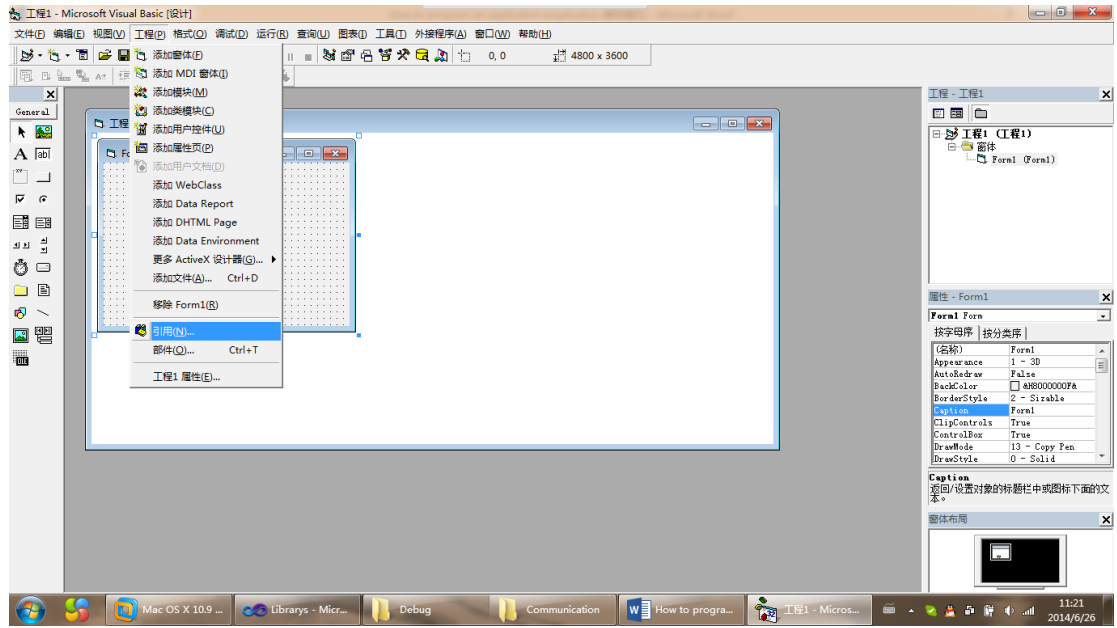 工程1 - Microsoft Visual Basic [设计]
文件(F) 编辑(E) 视图(V) 工程(P) 格式(O) 调试(D) 运行(R) 查询(U) 图表(I) 工具(T) 外接程序(A) 窗口(W) 帮助(H)
0, 0
4800 x 3600
General
添加窗体(F)
添加 MDI 窗体(I)
添加模块(M)
添加类模块(C)
添加用户控件(U)
添加属性页(P)
添加用户文档(D)
添加 WebClass
添加 Data Report
添加 DHTML Page
添加 Data Environment
更多 ActiveX 设计器(G)...
添加文件(A)... Ctrl+D
移除 Form1(R)
引用(N)...
部件(O)... Ctrl+T
工程1 属性(E)...
工程
Fo
工程 - 工程1
工程1 (工程1)
窗体
Form1 (Form1)
属性 - Form1
Form1 Form
按字母序 按分类序
(名称) Form1
Appearance 1 - 3D
AutoRedraw False
BackColor &H8000000F&
BorderStyle 2 - Sizable
Caption Form1
ClipControls True
ControlBox True
DrawMode 13 - Copy Pen
DrawStyle 0 - Solid
Caption
返回/设置对象的标题栏中或图标下面的文本。
窗体布局
Mac OS X 10.9 ...
Librarys - Micr...
Debug
Communication
How to progra...
工程1 - Micros...
11:21
2014/6/26